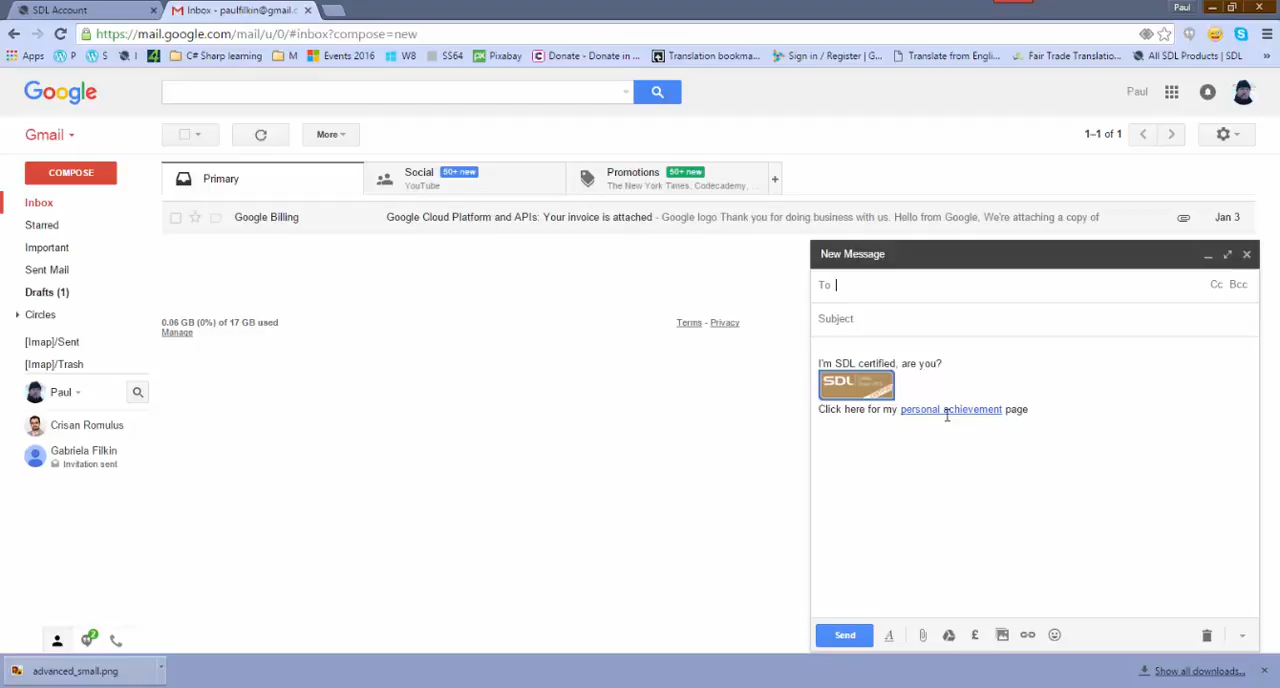 SDL Account
Inbox - paulfilkin@gmail.c
Paul
https://mail.google.com/mail/u/0/#inbox?compose=new
Apps P S I C# Sharp learning M Events 2016 W8 SS64 Pixabay Donate - Donate in ... Translation bookma... Sign in / Register | G... Translate from Engli... Fair Trade Translatio... All SDL Products | SDL »
Google
Paul
Gmail
More
1–1 of 1
COMPOSE
Primary
Social 50+ new
YouTube
Promotions 50+ new
The New York Times, Codecademy, ...
+
Inbox
Starred
Important
Sent Mail
Drafts (1)
Circles
[Imap]/Sent
[Imap]/Trash
Paul
Crisan Romulus
Gabriela Filkin
Invitation sent
Google Billing Google Cloud Platform and APIs: Your invoice is attached - Google logo Thank you for doing business with us. Hello from Google, We're attaching a copy of Jan 3
0.06 GB (0%) of 17 GB used
Manage
Terms - Privacy
New Message
To Cc Bcc
Subject
I'm SDL certified, are you?
SDL
Click here for my personal achievement page
Send
2
advanced_small.png
Show all downloads...